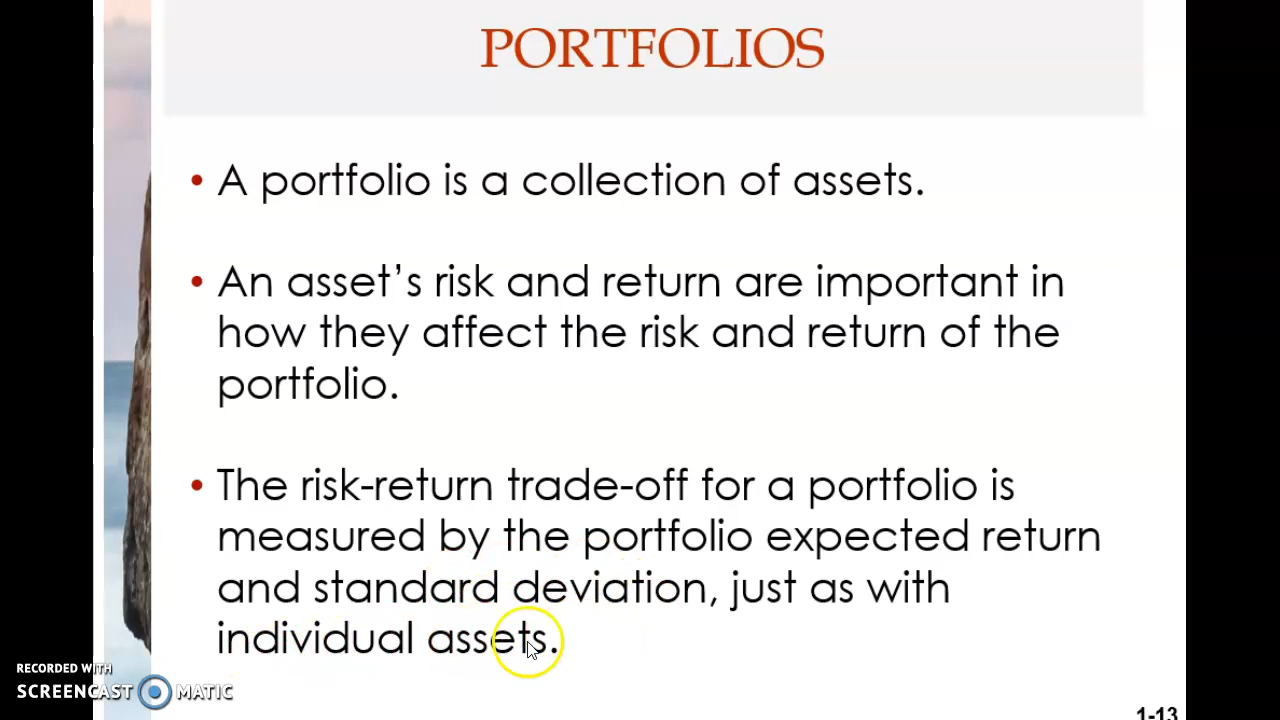 PORTFOLIOS
• A portfolio is a collection of assets.
• An asset’s risk and return are important in
how they affect the risk and return of the
portfolio.
• The risk-return trade-off for a portfolio is
measured by the portfolio expected return
and standard deviation, just as with
individual assets.
RECORDED WITH
SCREENCAST MATIC
1-13